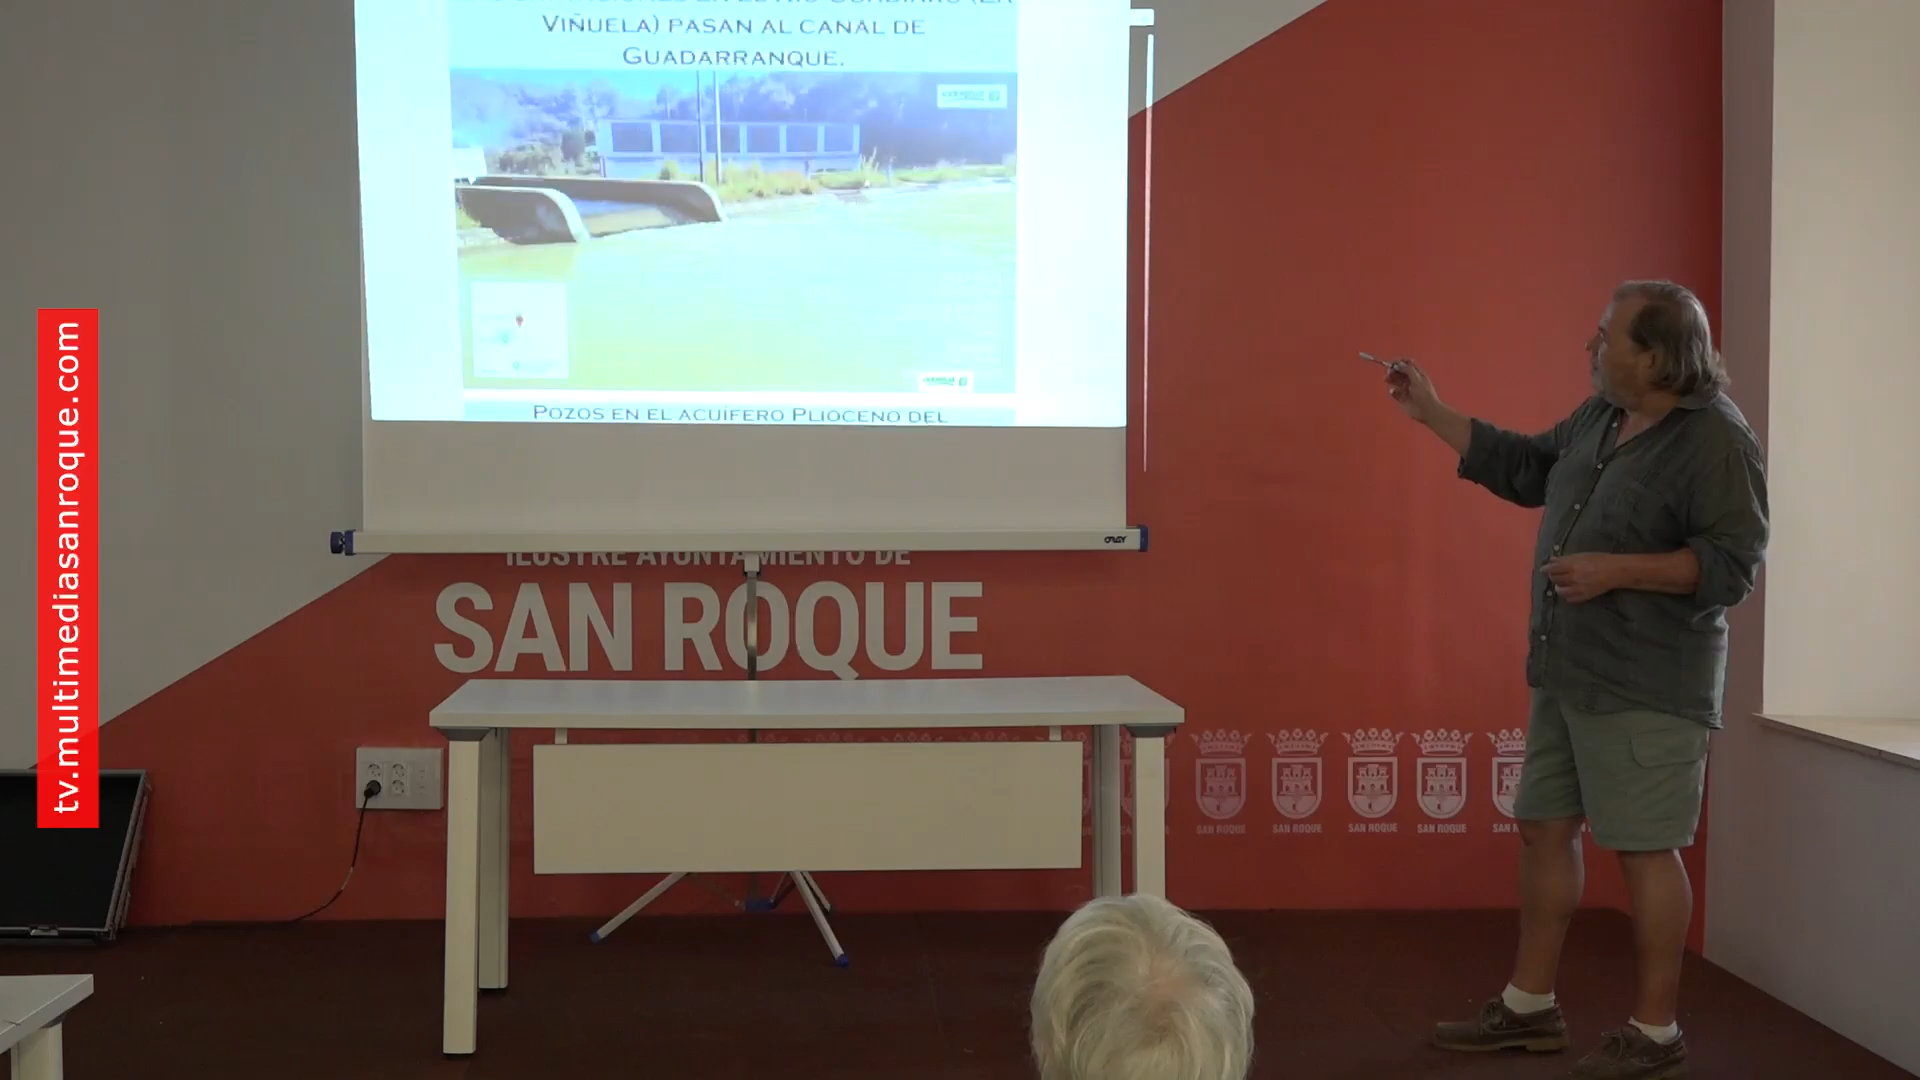 VIÑUELA) PASAN AL CANAL DE
GUADARRANQUE.
POZOS EN EL ACUÍFERO PLIOCENO DEL
ILUSTRE AYUNTAMIENTO DE
SAN ROQUE
SAN ROQUE
SAN ROQUE
SAN ROQUE
SAN ROQUE
tv.multimediasanroque.com